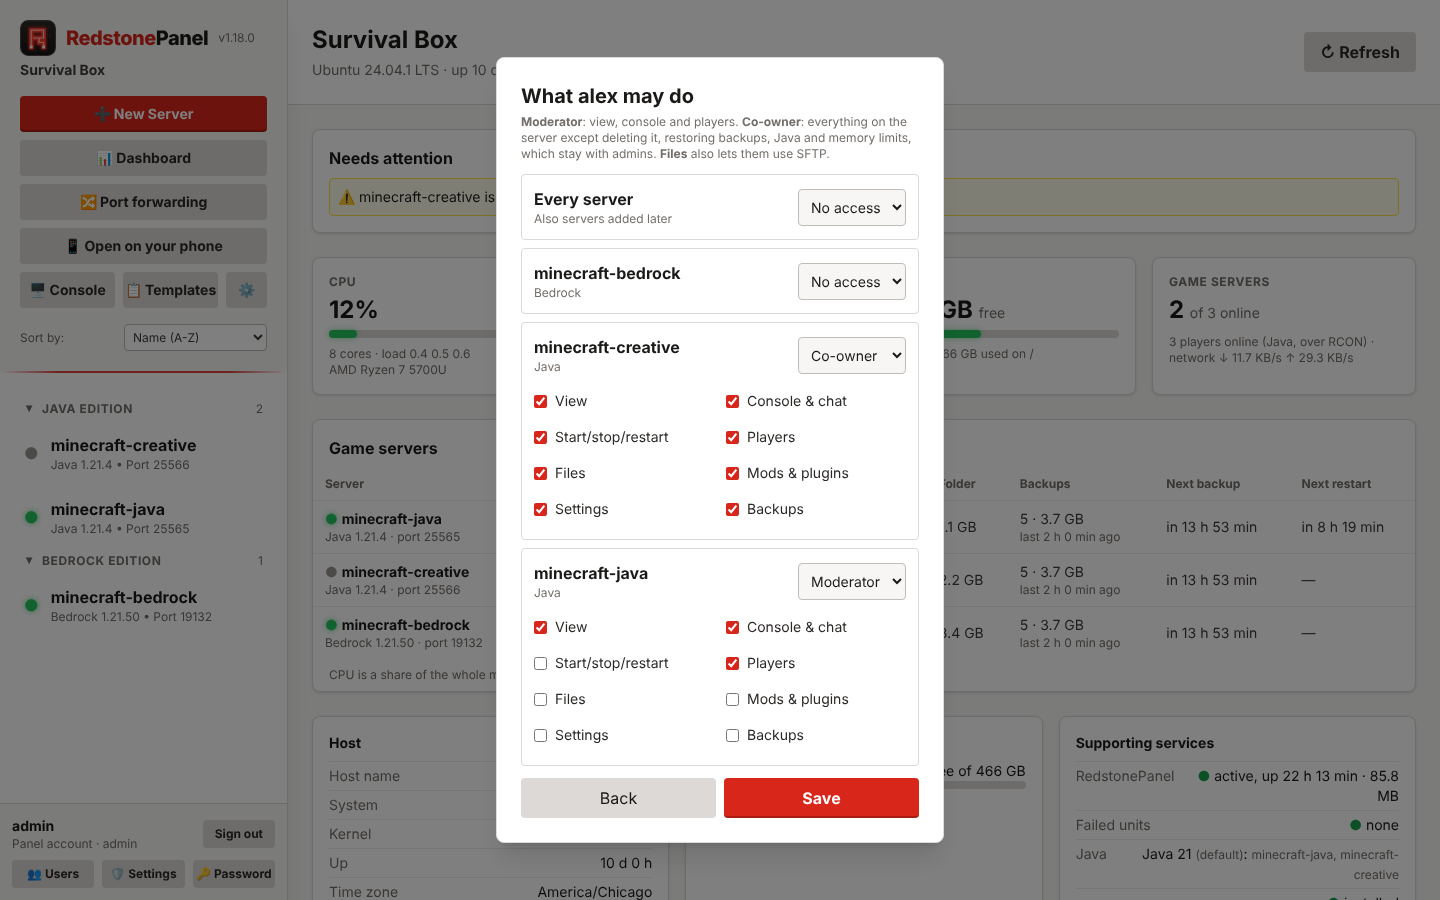 RedstonePanel v1.18.0
Survival Box
➕ New Server
📊 Dashboard
🔀 Port forwarding
📱 Open on your phone
🖥️ Console
📋 Templates
⚙️
Sort by:
Name (A-Z)
▼ JAVA EDITION 2
minecraft-creative
Java 1.21.4 • Port 25566
minecraft-java
Java 1.21.4 • Port 25565
▼ BEDROCK EDITION 1
minecraft-bedrock
Bedrock 1.21.50 • Port 19132
admin
Panel account · admin
Sign out
👥 Users
🛡️ Settings
🔑 Password
Survival Box
Ubuntu 24.04.1 LTS · up 10
↻ Refresh
Needs attention
⚠️ minecraft-creative is
CPU
12%
8 cores · load 0.4 0.5 0.6
AMD Ryzen 7 5700U
GB free
66 GB used on /
GAME SERVERS
2 of 3 online
3 players online (Java, over RCON) ·
network ↓ 11.7 KB/s ↑ 29.3 KB/s
Game servers
Server
Folder Backups Next backup Next restart
minecraft-java
Java 1.21.4 · port 25565
.1 GB
5 · 3.7 GB
last 2 h 0 min ago
in 13 h 53 min
in 8 h 19 min
minecraft-creative
Java 1.21.4 · port 25566
2.2 GB
5 · 3.7 GB
last 2 h 0 min ago
in 13 h 53 min
—
minecraft-bedrock
Bedrock 1.21.50 · port 19132
3.4 GB
5 · 3.7 GB
last 2 h 0 min ago
in 13 h 53 min
—
CPU is a share of the whole
Host
Host name
System
Kernel
Up 10 d 0 h
Time zone America/Chicago
of 466 GB
Supporting services
RedstonePanel active, up 22 h 13 min · 85.8
MB
Failed units none
Java Java 21 (default): minecraft-java, minecraft-
creative
What alex may do
Moderator: view, console and players. Co-owner: everything on the
server except deleting it, restoring backups, Java and memory limits,
which stay with admins. Files also lets them use SFTP.
Every server
Also servers added later
No access
minecraft-bedrock
Bedrock
No access
minecraft-creative
Java
Co-owner
View
Console & chat
Start/stop/restart
Players
Files
Mods & plugins
Settings
Backups
minecraft-java
Java
Moderator
View
Console & chat
Start/stop/restart
Players
Files
Mods & plugins
Settings
Backups
Back
Save